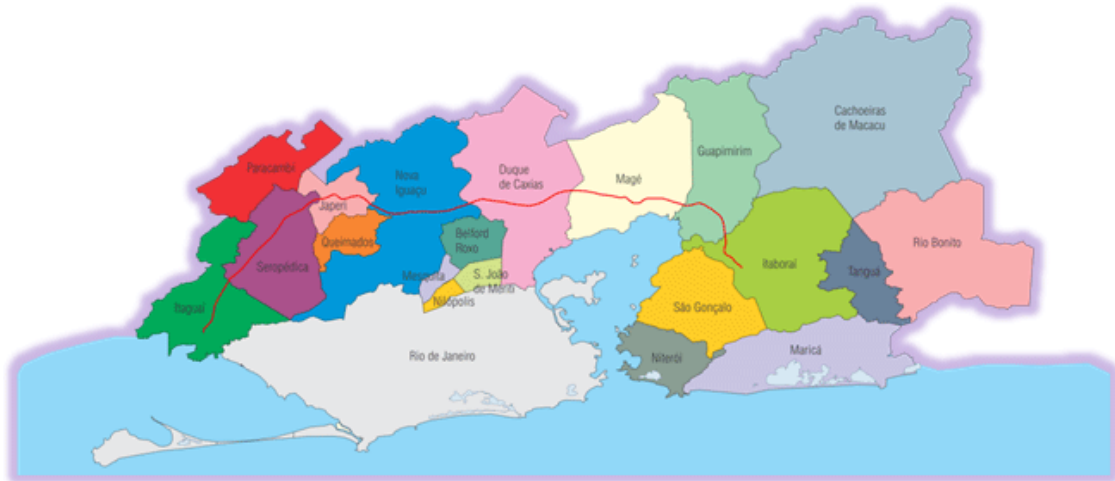 Cachoeiras
de Macacu
Guapimirim
Paracambi
Nova
Iguaçu
Duque
de Caxias
Magé
Japeri
Queimados
Belford
Roxo
Rio Bonito
Seropédica
Mesquita
S. João
de Meriti
Itaboraí
Tanguá
Itaguaí
Nilópolis
São Gonçalo
Rio de Janeiro
Niterói
Maricá